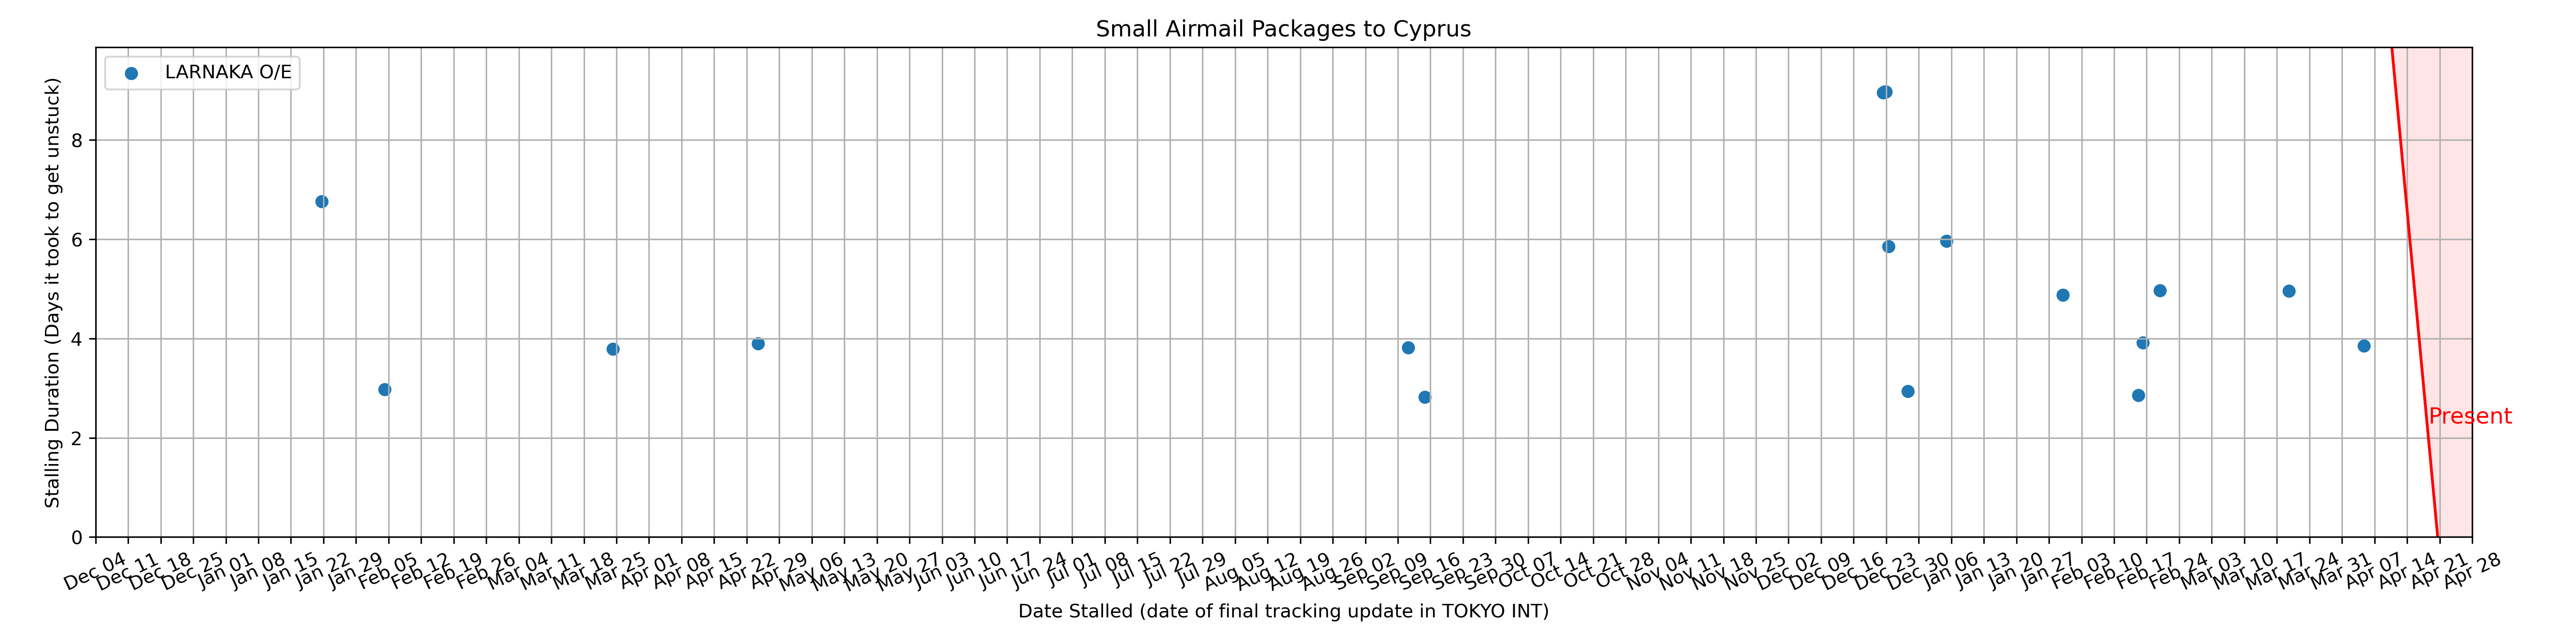 Small Airmail Packages to Cyprus
LARNAKA O/E
Stalling Duration (Days it took to get unstuck)
8
6
4
2
0
Present
Dec 04 Dec 11 Dec 18 Dec 25 Jan 01 Jan 08 Jan 15 Jan 22 Jan 29 Feb 05 Feb 12 Feb 19 Feb 26 Mar 04 Mar 11 Mar 18 Mar 25 Apr 01 Apr 08 Apr 15 Apr 22 Apr 29 May 06 May 13 May 20 May 27 Jun 03 Jun 10 Jun 17 Jun 24 Jul 01 Jul 08 Jul 15 Jul 22 Jul 29 Aug 05 Aug 12 Aug 19 Aug 26 Sep 02 Sep 09 Sep 16 Sep 23 Sep 30 Oct 07 Oct 14 Oct 21 Oct 28 Nov 04 Nov 11 Nov 18 Nov 25 Dec 02 Dec 09 Dec 16 Dec 23 Dec 30 Jan 06 Jan 13 Jan 20 Jan 27 Feb 03 Feb 10 Feb 17 Feb 24 Mar 03 Mar 10 Mar 17 Mar 24 Mar 31 Apr 07 Apr 14 Apr 21 Apr 28
Date Stalled (date of final tracking update in TOKYO INT)